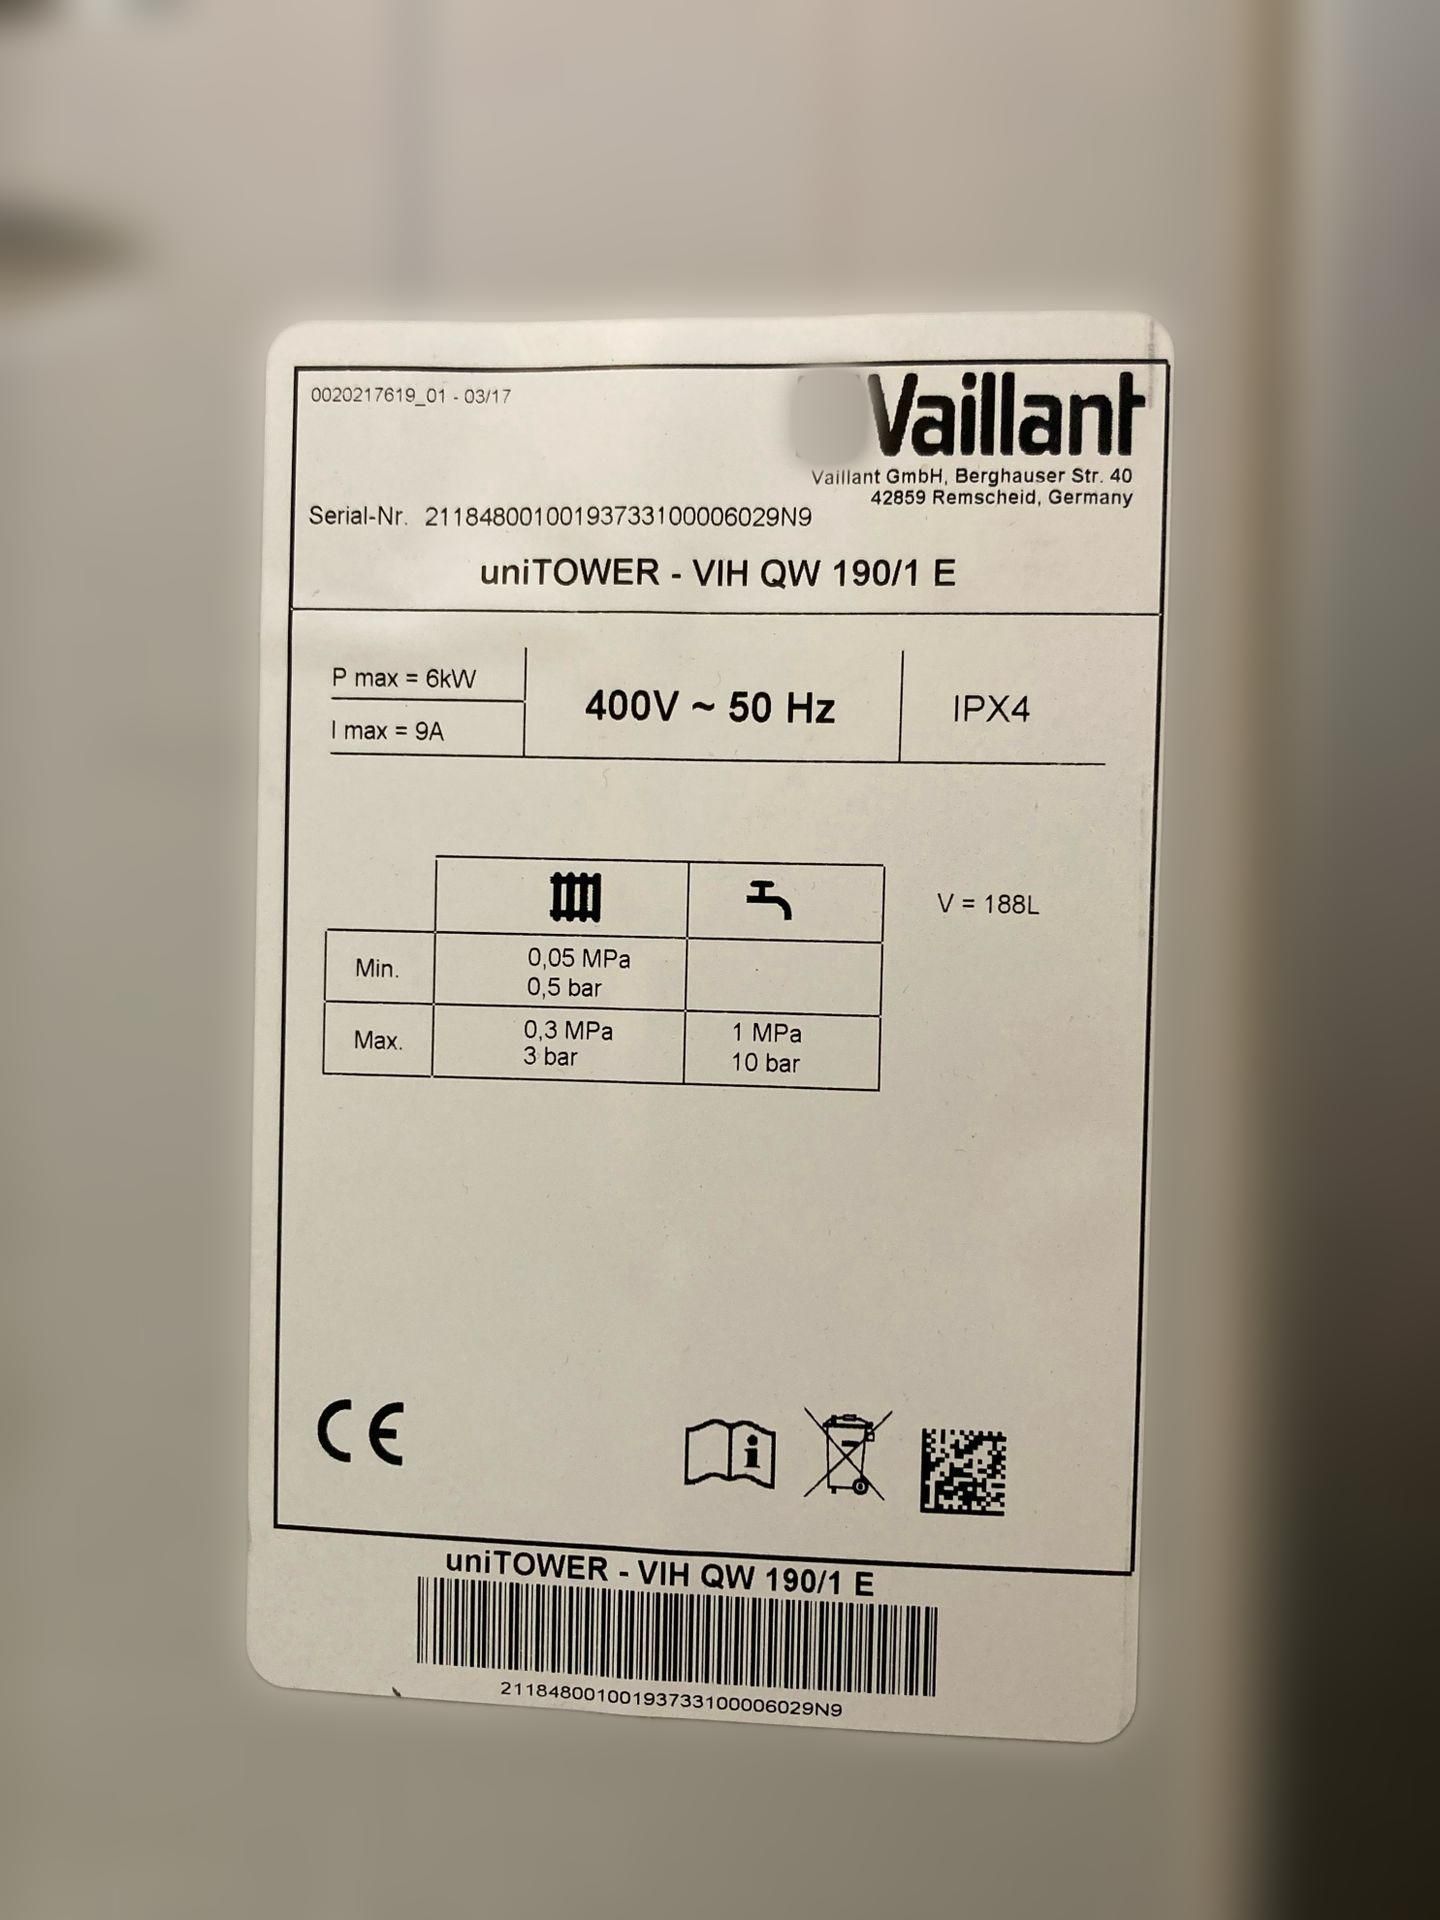 0020217619_01 - 03/17
Vaillant
Vaillant GmbH, Berghauser Str. 40
42859 Remscheid, Germany
Serial-Nr. 21184800100193733100006029N9
uniTOWER - VIH QW 190/1 E
P max = 6kW
I max = 9A
400V ~ 50 Hz
IPX4
V = 188L
Min.
0,05 MPa
0,5 bar
Max.
0,3 MPa
3 bar
1 MPa
10 bar
CE
i
uniTOWER - VIH QW 190/1 E
21184800100193733100006029N9